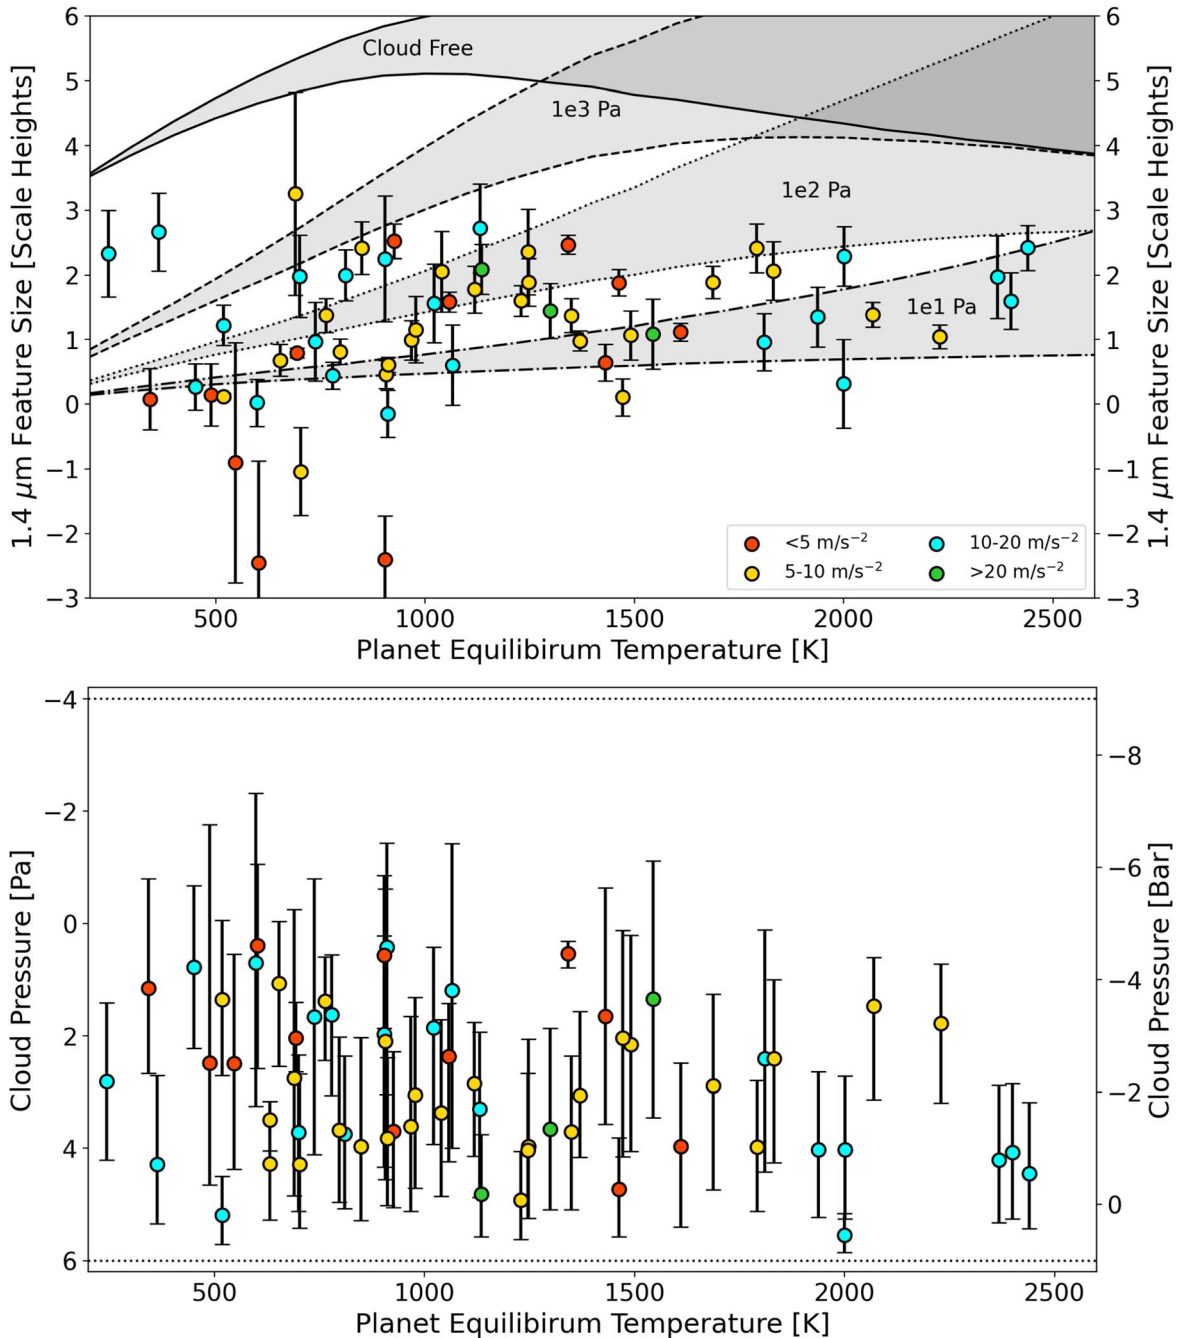 6
5
4
3
2
1
0
−1
−2
−3
1.4 μm Feature Size [Scale Heights]
Cloud Free
1e3 Pa
1e2 Pa
1e1 Pa
<5 m/s⁻²
5-10 m/s⁻²
10-20 m/s⁻²
>20 m/s⁻²
6
5
4
3
2
1
0
−1
−2
−3
1.4 μm Feature Size [Scale Heights]
500 1000 1500 2000 2500
Planet Equilibirum Temperature [K]
−4
−2
0
2
4
6
Cloud Pressure [Pa]
−8
−6
−4
−2
0
Cloud Pressure [Bar]
500 1000 1500 2000 2500
Planet Equilibirum Temperature [K]